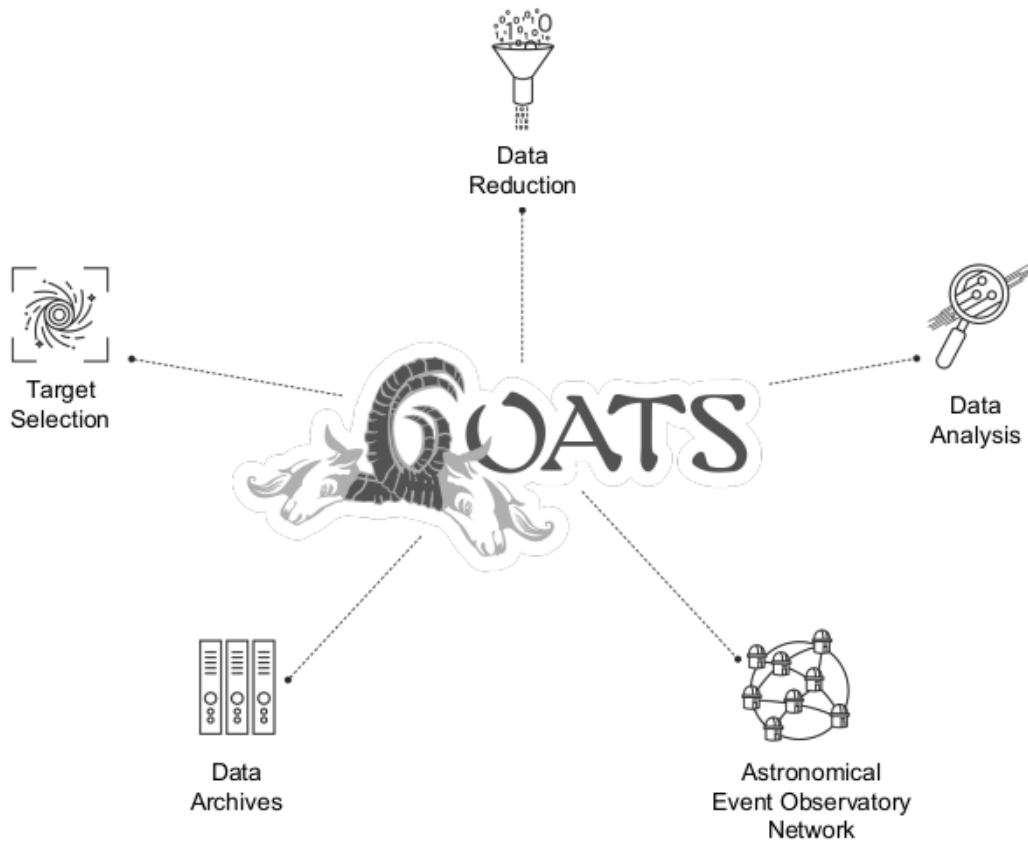 Data
Reduction
Target
Selection
GOATS
Data
Analysis
Data
Archives
Astronomical
Event Observatory
Network